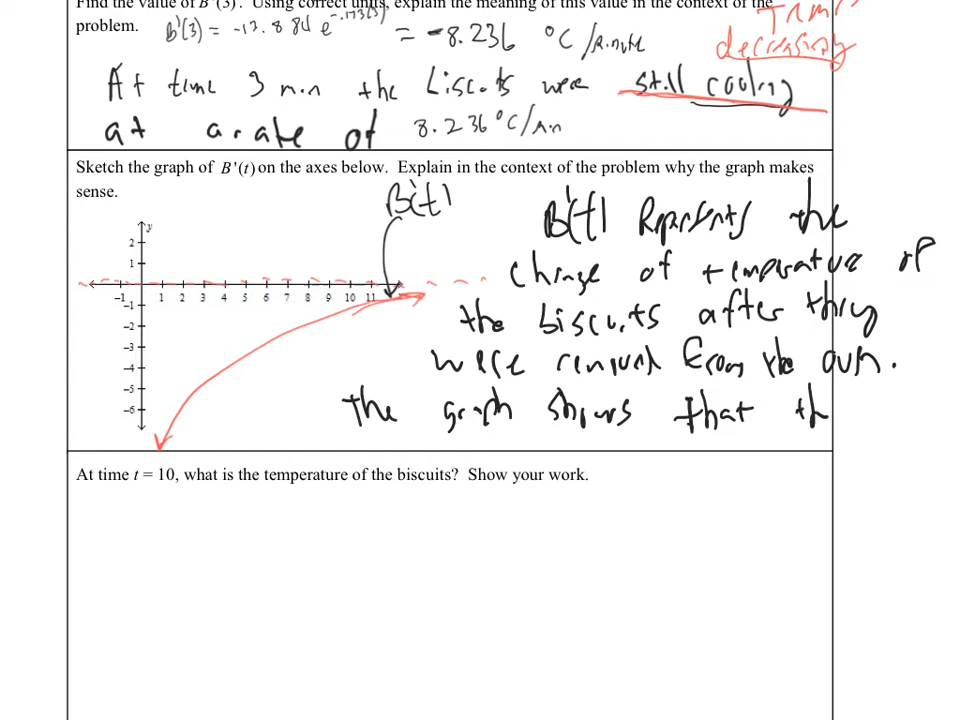 Find the value of B'(3). Using correct units, explain the meaning of this value in the context of the
problem. B'(3) = -13.84 e^-.173(3) = -8.236 °C/minute
Temp
decreasing
At time 3 min the biscuits were still cooling
at a rate of 8.236 °C/min
Sketch the graph of B'(t) on the axes below. Explain in the context of the problem why the graph makes
sense.
B'(t)
B'(t) Represents the
change of temperature of
the biscuits after they
were removed from the oven.
the graph shows that th
y
2
1
-1 1 2 3 4 5 6 7 8 9 10 11
-1
-2
-3
-4
-5
-6
At time t = 10, what is the temperature of the biscuits? Show your work.